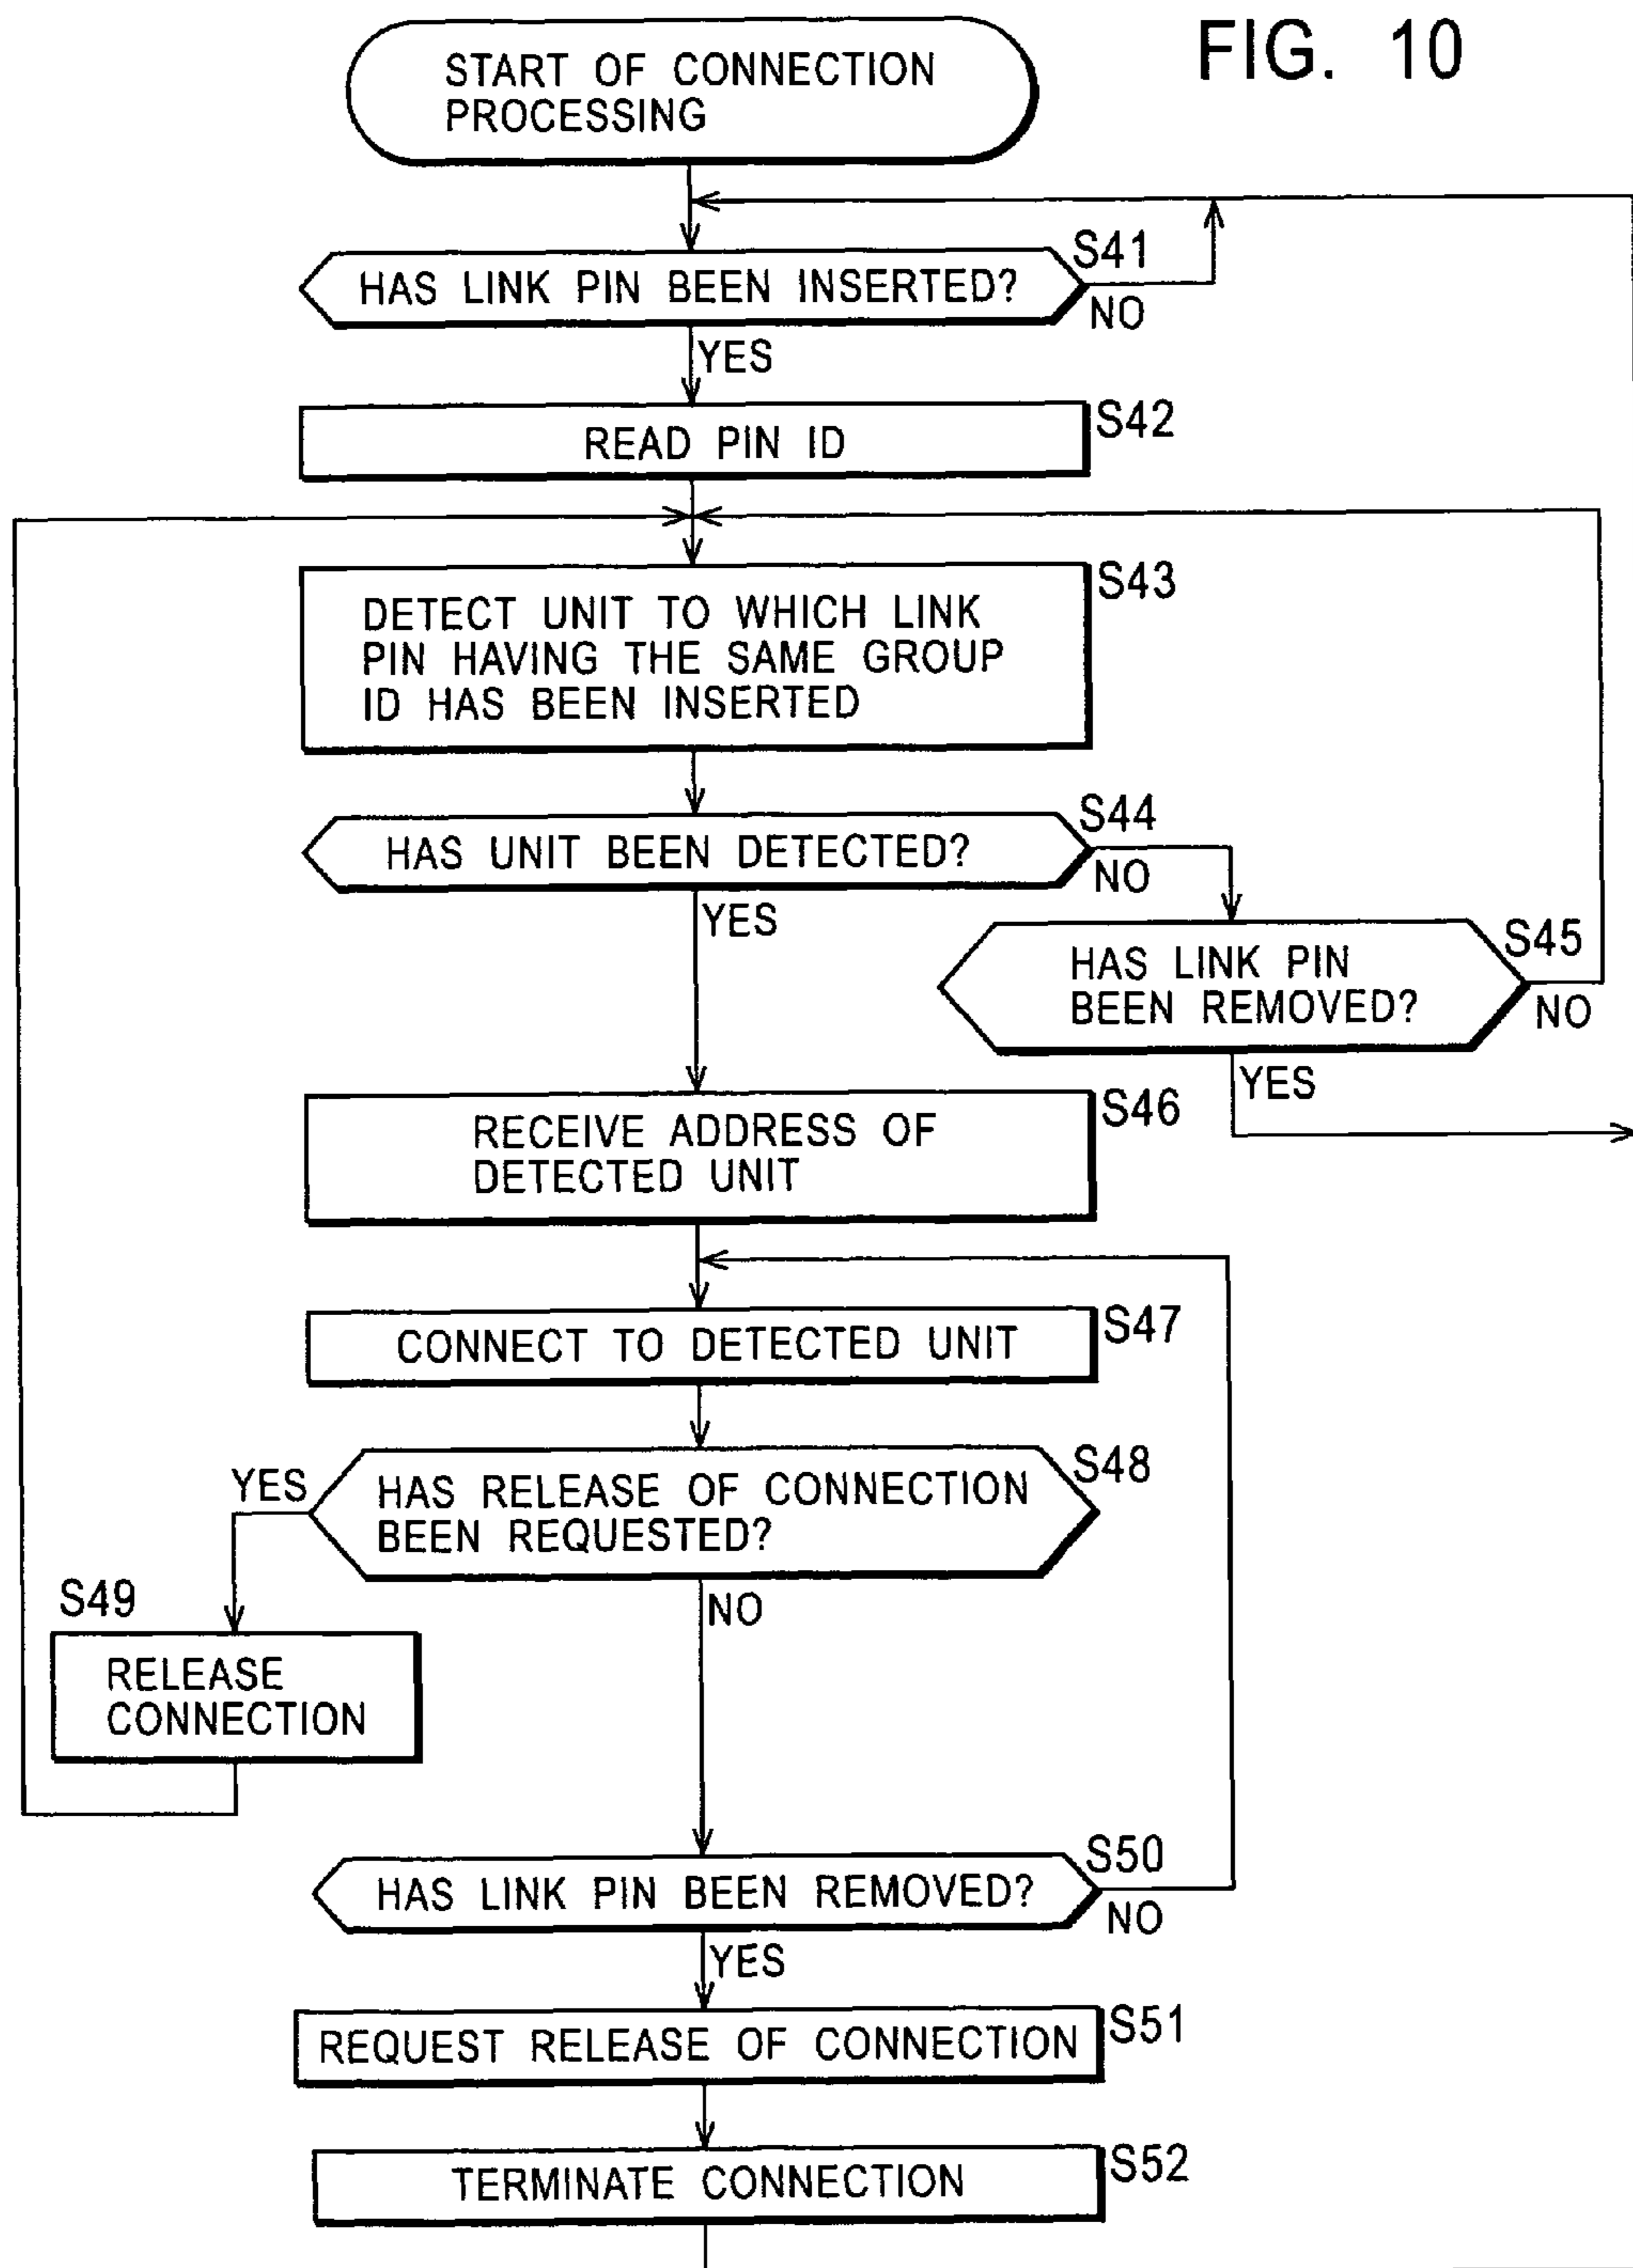 FIG. 10
START OF CONNECTION
PROCESSING
S41
HAS LINK PIN BEEN INSERTED?
NO
YES
S42
READ PIN ID
S43
DETECT UNIT TO WHICH LINK
PIN HAVING THE SAME GROUP
ID HAS BEEN INSERTED
S44
HAS UNIT BEEN DETECTED?
NO
YES
S45
HAS LINK PIN
BEEN REMOVED?
NO
YES
S46
RECEIVE ADDRESS OF
DETECTED UNIT
S47
CONNECT TO DETECTED UNIT
S48
YES
HAS RELEASE OF CONNECTION
BEEN REQUESTED?
NO
S49
RELEASE
CONNECTION
S50
HAS LINK PIN BEEN REMOVED?
NO
YES
S51
REQUEST RELEASE OF CONNECTION
S52
TERMINATE CONNECTION